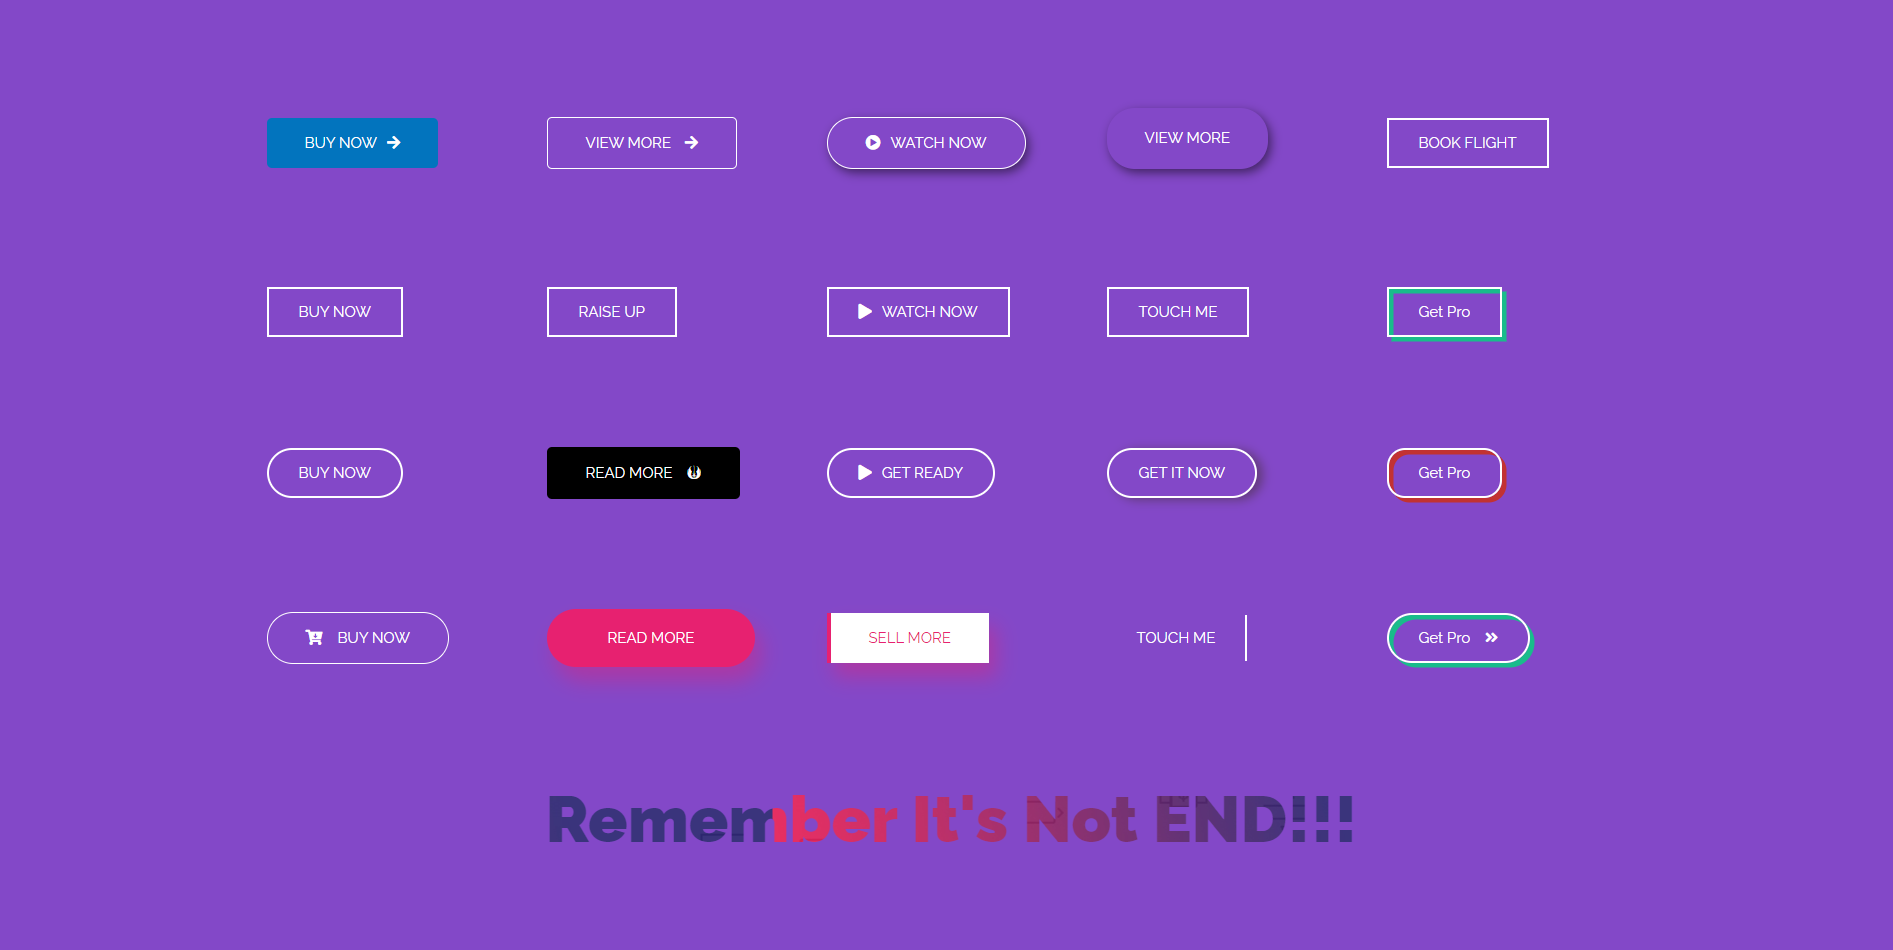 BUY NOW
VIEW MORE
WATCH NOW
VIEW MORE
BOOK FLIGHT
BUY NOW
RAISE UP
WATCH NOW
TOUCH ME
Get Pro
BUY NOW
READ MORE
GET READY
GET IT NOW
Get Pro
BUY NOW
READ MORE
SELL MORE
TOUCH ME
Get Pro
Remember It's Not END!!!